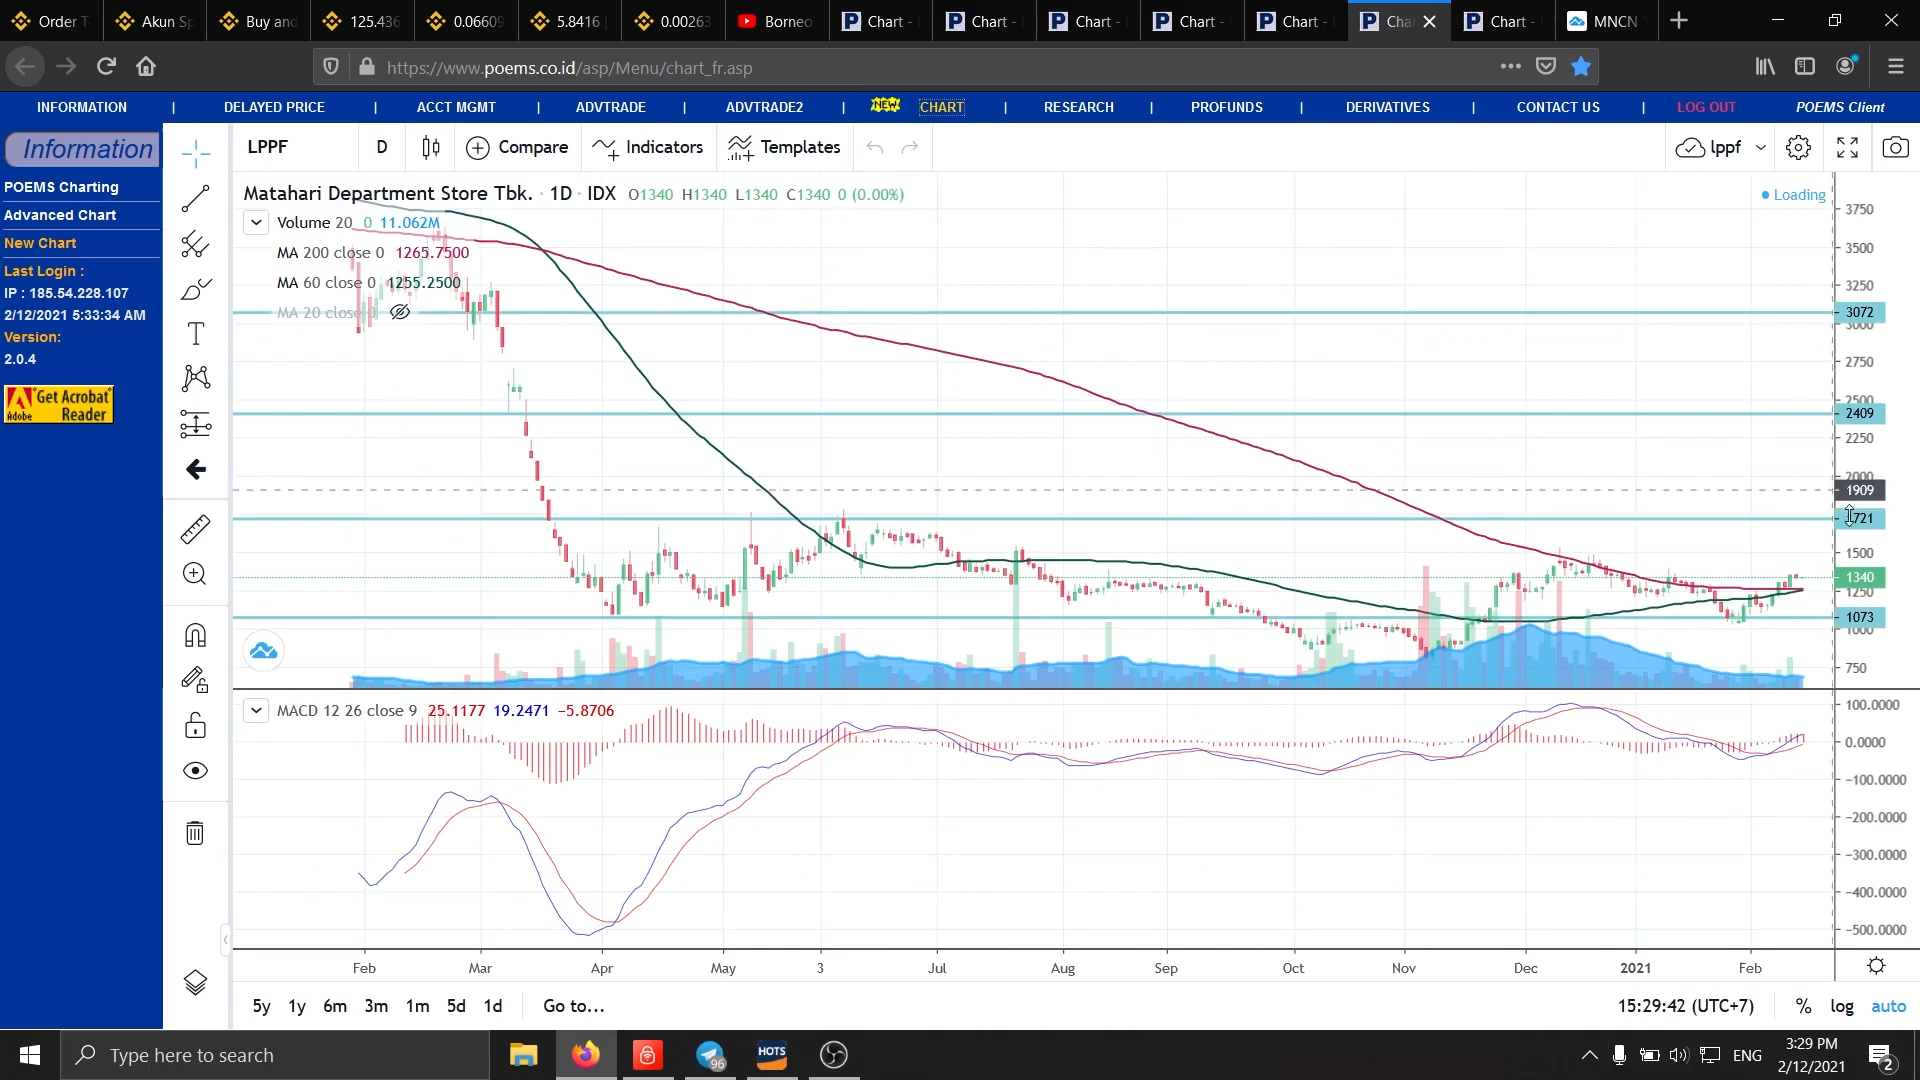 Order T
Akun Sp
Buy and
125.436
0.06609
5.8416
0.00263
Borneo
Chart -
Chart -
Chart -
Chart -
Chart -
Cha
Chart -
MNCN
https://www.poems.co.id/asp/Menu/chart_fr.asp
INFORMATION | DELAYED PRICE | ACCT MGMT | ADVTRADE | ADVTRADE2 | NEW CHART | RESEARCH | PROFUNDS | DERIVATIVES | CONTACT US | LOG OUT POEMS Client
Information
POEMS Charting
Advanced Chart
New Chart
Last Login :
IP : 185.54.228.107
2/12/2021 5:33:34 AM
Version:
2.0.4
Get Acrobat
Adobe Reader
LPPF D Compare Indicators Templates lppf
Matahari Department Store Tbk. · 1D · IDX O1340 H1340 L1340 C1340 0 (0.00%)
Loading
Volume 20 0 11.062M
MA 200 close 0 1265.7500
MA 60 close 0 1255.2500
MA 20 close 0
3750
3500
3250
3072
3000
2750
2500
2409
2250
2000
1909
1721
1500
1340
1250
1073
1000
750
MACD 12 26 close 9 25.1177 19.2471 −5.8706
100.0000
0.0000
−100.0000
−200.0000
−300.0000
−400.0000
−500.0000
Feb Mar Apr May 3 Jul Aug Sep Oct Nov Dec 2021 Feb
5y 1y 6m 3m 1m 5d 1d Go to...
15:29:42 (UTC+7) % log auto
Type here to search
96
HOTS
ENG
3:29 PM
2/12/2021
2